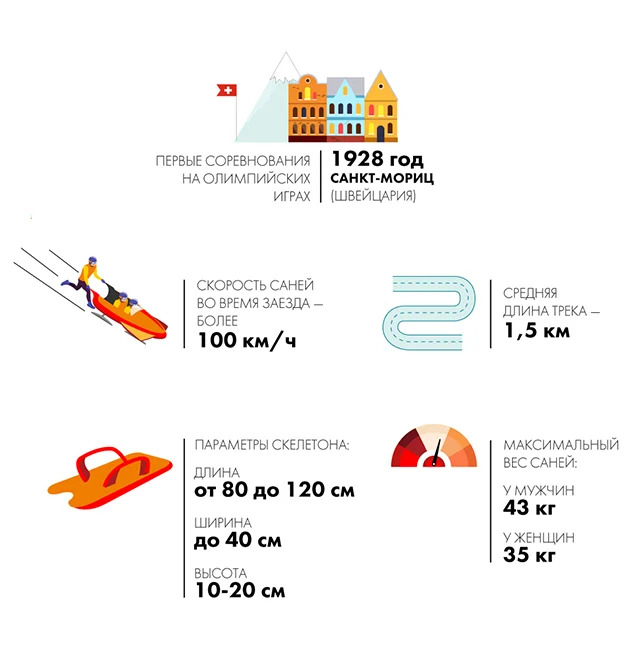 ПЕРВЫЕ СОРЕВНОВАНИЯ
НА ОЛИМПИЙСКИХ
ИГРАХ
1928 год
САНКТ-МОРИЦ
(ШВЕЙЦАРИЯ)
СКОРОСТЬ САНЕЙ
ВО ВРЕМЯ ЗАЕЗДА —
БОЛЕЕ
100 км/ч
СРЕДНЯЯ
ДЛИНА ТРЕКА —
1,5 км
ПАРАМЕТРЫ СКЕЛЕТОНА:
ДЛИНА
от 80 до 120 см
ШИРИНА
до 40 см
ВЫСОТА
10-20 см
МАКСИМАЛЬНЫЙ
ВЕС САНЕЙ:
У МУЖЧИН
43 кг
У ЖЕНЩИН
35 кг